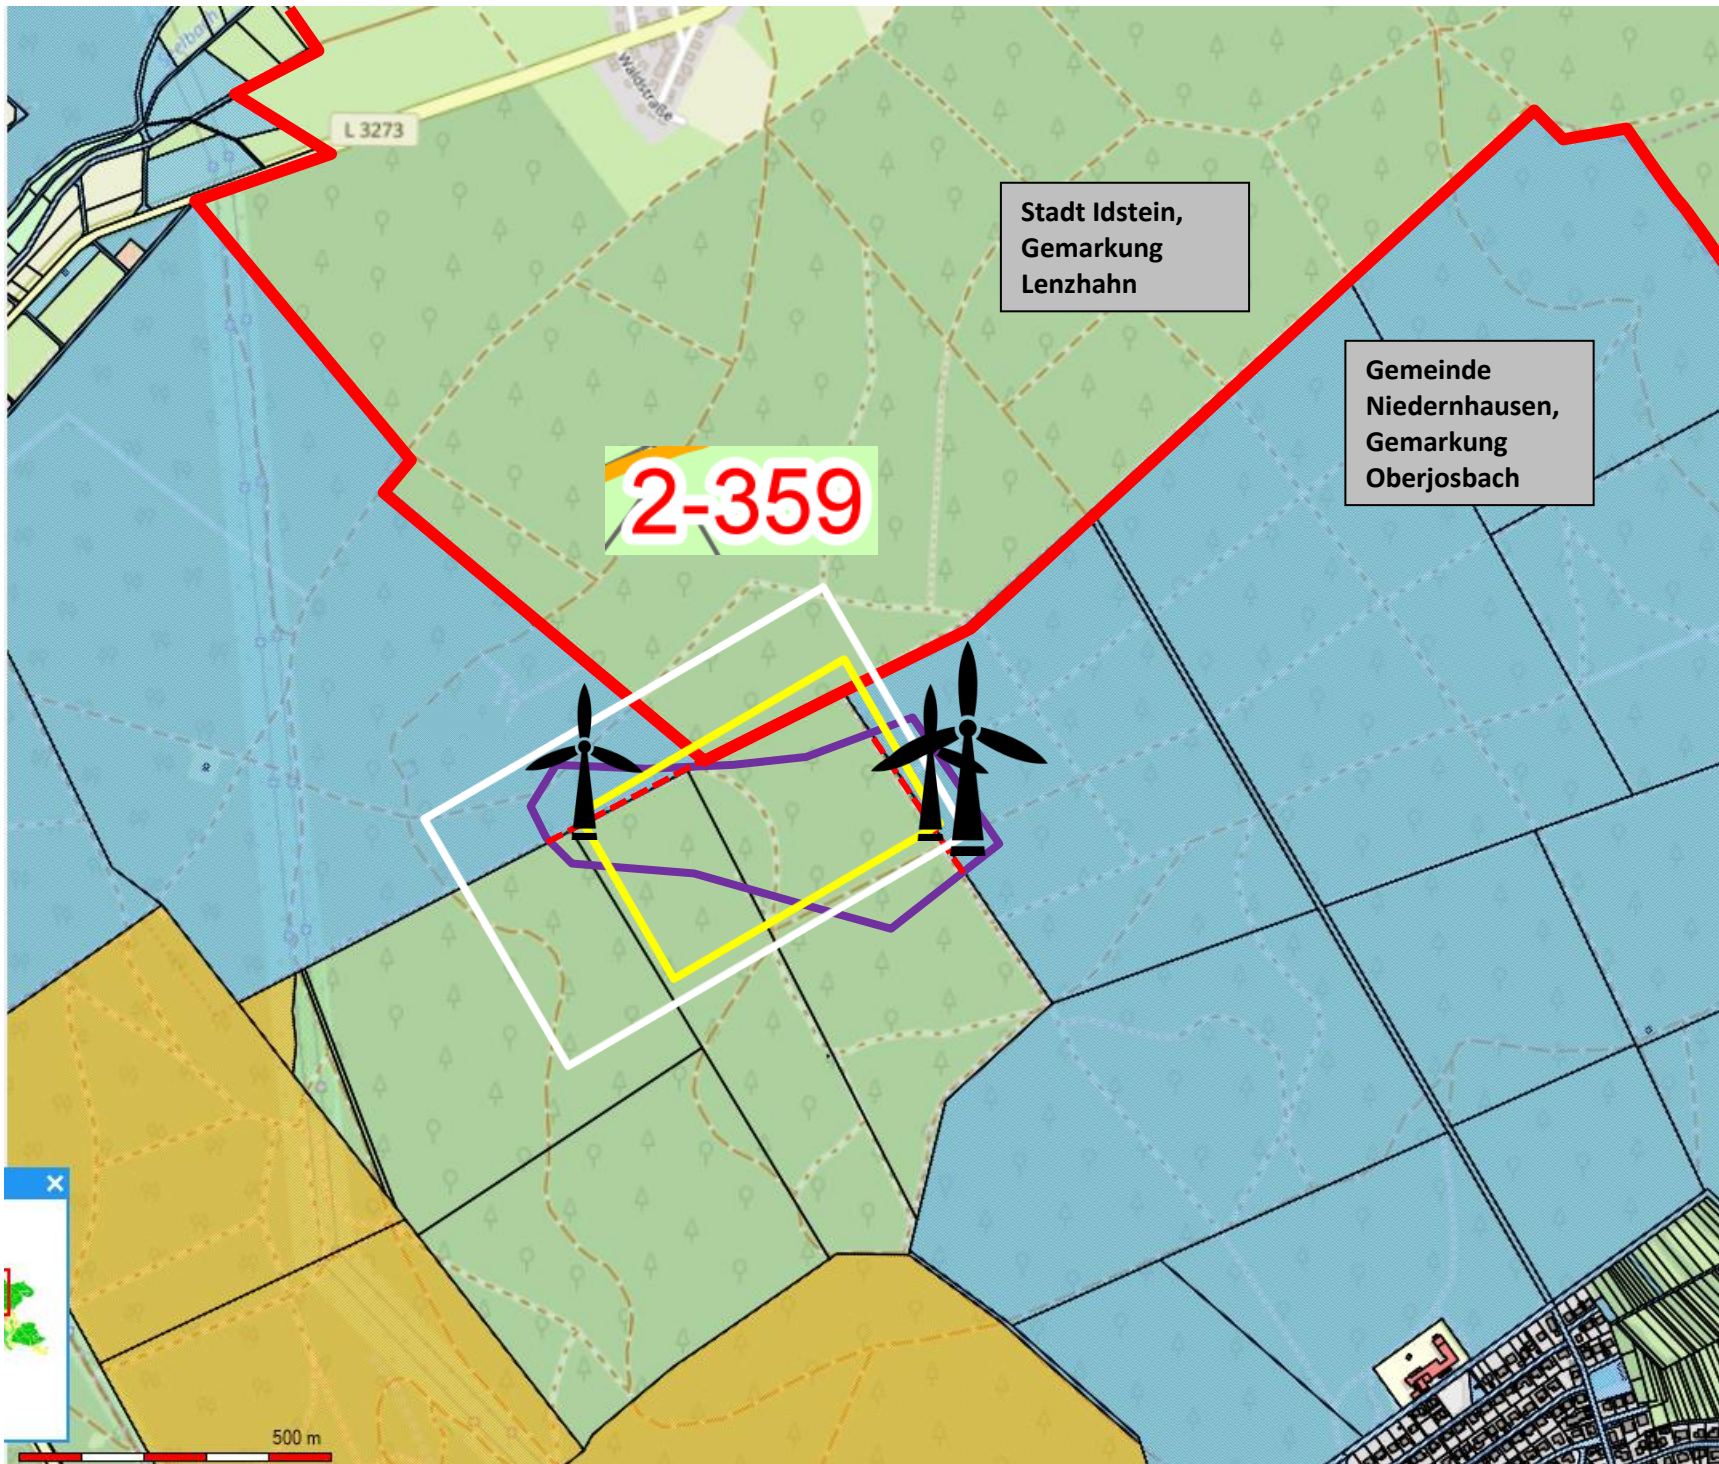 L 3273
Waldstraße
Stadt Idstein,
Gemarkung
Lenzhahn
Gemeinde
Niedernhausen,
Gemarkung
Oberjosbach
2-359
500 m